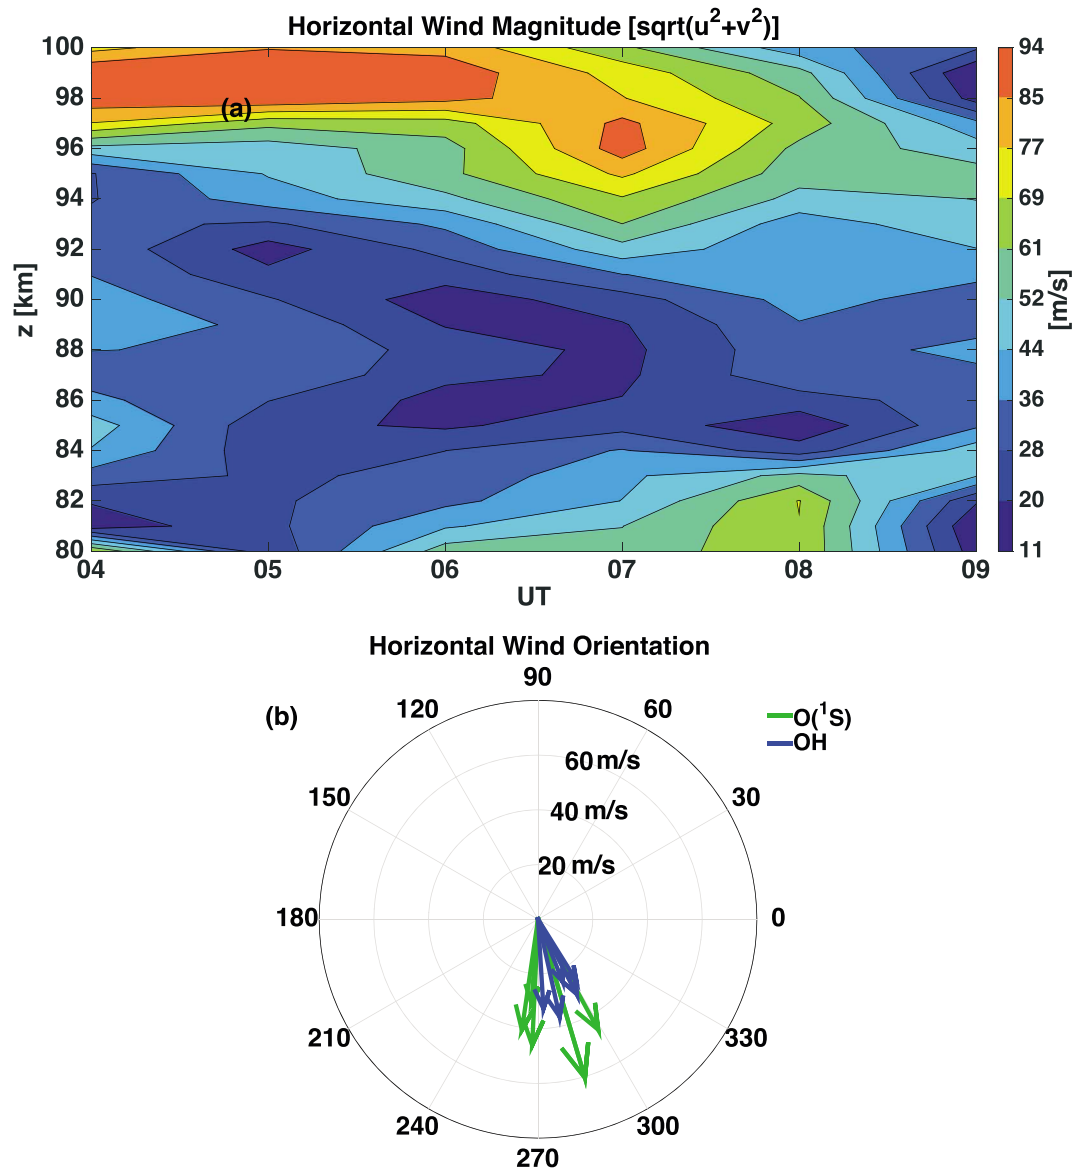 Horizontal Wind Magnitude [sqrt(u²+v²)]
100
98
96
94
92
90
88
86
84
82
80
z [km]
(a)
04 05 06 07 08 09
UT
94
85
77
69
61
52
44
36
28
20
11
[m/s]
Horizontal Wind Orientation
(b)
90
120 60
150 30
180 0
210 330
240 300
270
60 m/s
40 m/s
20 m/s
O(¹S)
OH